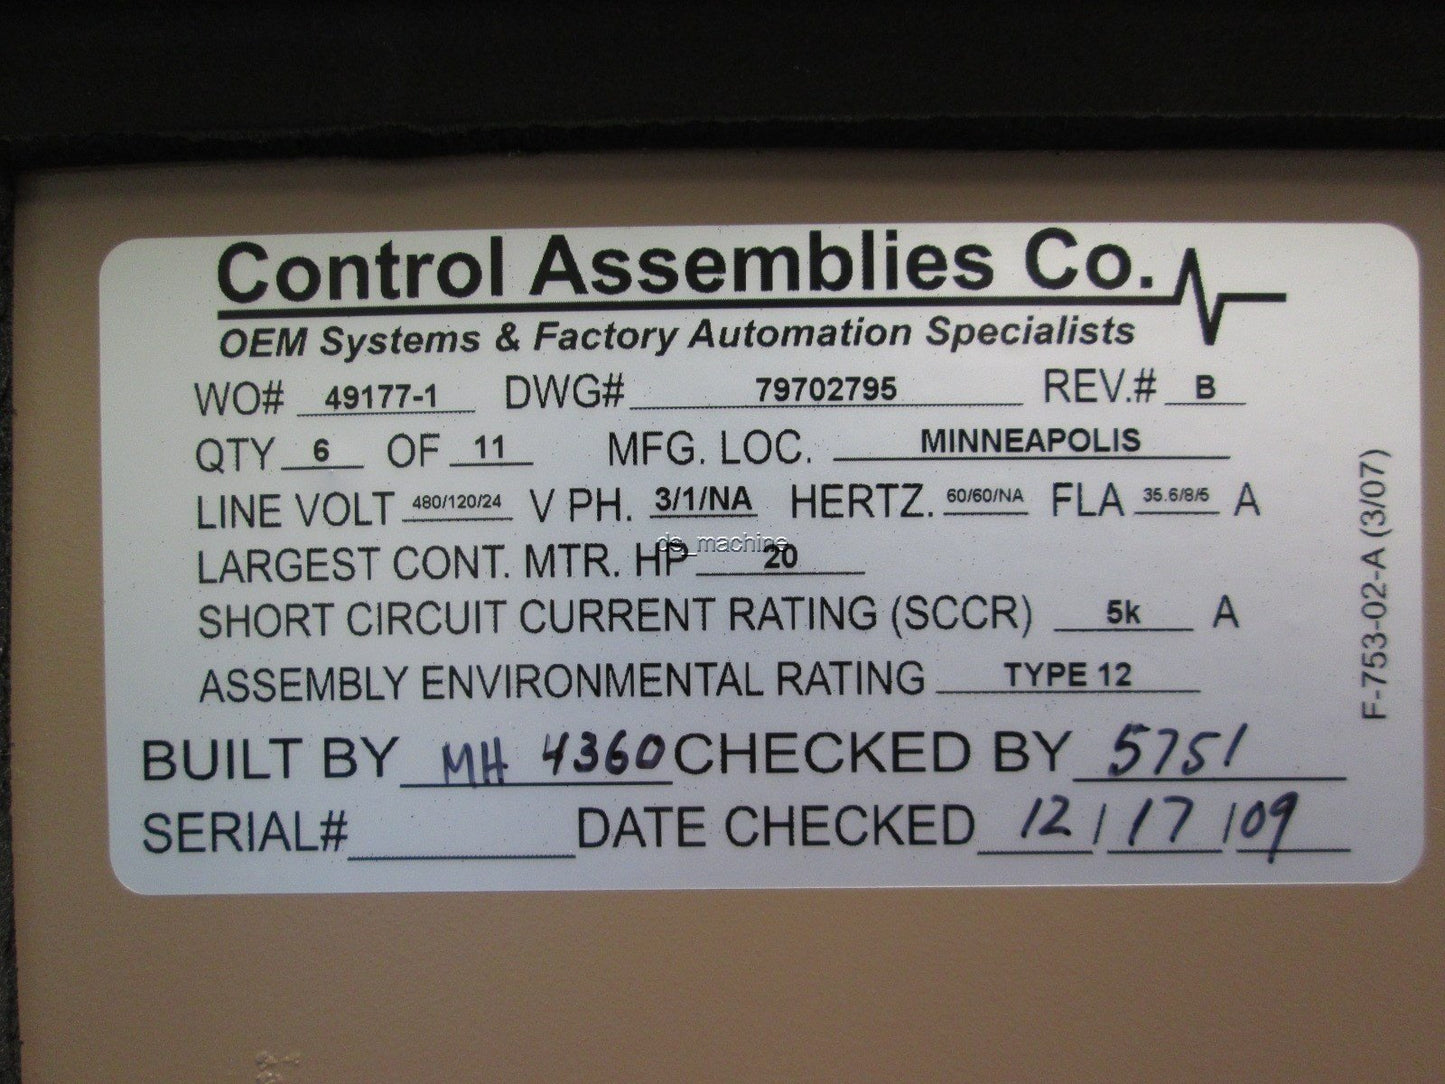 Control Assemblies Co.
OEM Systems & Factory Automation Specialists
WO# 49177-1 DWG# 79702795 REV.# B
QTY 6 OF 11 MFG. LOC. MINNEAPOLIS
LINE VOLT 480/120/24 V PH. 3/1/NA HERTZ. 60/60/NA FLA 35.6/8/5 A
ds_machine
LARGEST CONT. MTR. HP 20
SHORT CIRCUIT CURRENT RATING (SCCR) 5k A
ASSEMBLY ENVIRONMENTAL RATING TYPE 12
BUILT BY MH 4360 CHECKED BY 5751
SERIAL# DATE CHECKED 12/17/09
F-753-02-A (3/07)